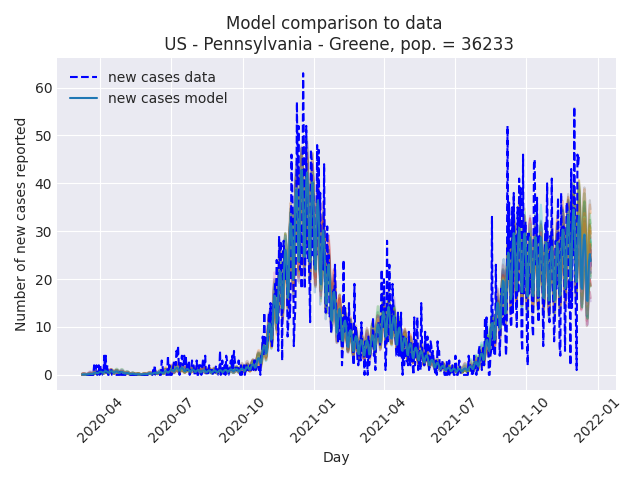 Model comparison to data
US - Pennsylvania - Greene, pop. = 36233
new cases data
new cases model
Number of new cases reported
60
50
40
30
20
10
0
2020-04
2020-07
2020-10
2021-01
2021-04
2021-07
2021-10
2022-01
Day